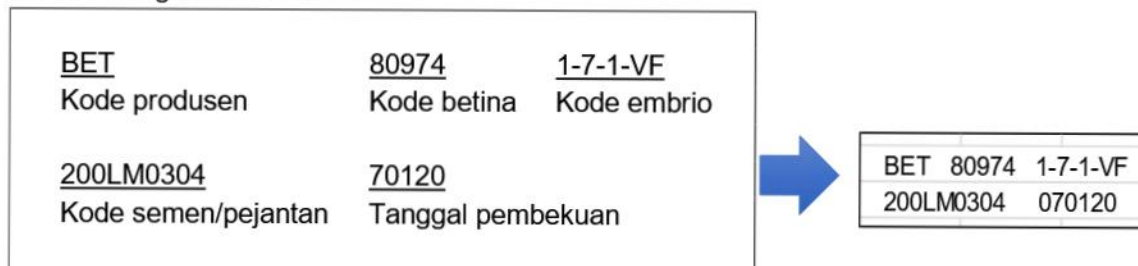 BET 80974 1-7-1-VF
Kode produsen Kode betina Kode embrio
200LM0304 70120
Kode semen/pejantan Tanggal pembekuan
BET 80974 1-7-1-VF
200LM0304 070120